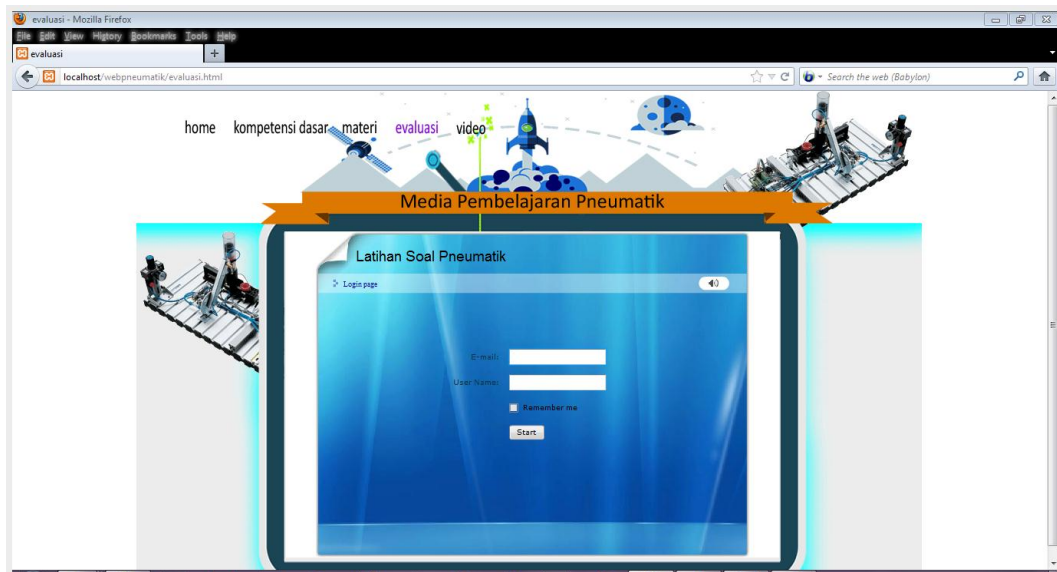 evaluasi - Mozilla Firefox
File Edit View History Bookmarks Tools Help
evaluasi
localhost/webpneumatik/evaluasi.html
Search the web (Babylon)
home kompetensi dasar materi evaluasi video
Media Pembelajaran Pneumatik
Latihan Soal Pneumatik
Login page
E-mail:
User Name:
Remember me
Start